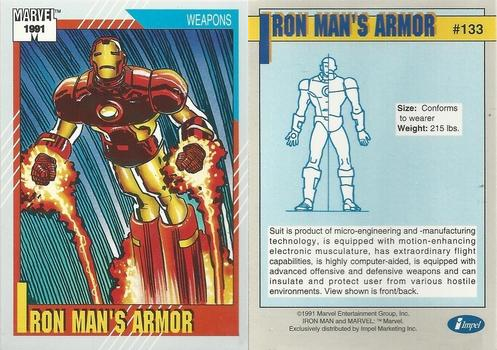 MARVEL™
1991
WEAPONS
IRON MAN'S ARMOR
IRON MAN'S ARMOR
#133
Size: Conforms
to wearer
Weight: 215 lbs.
Suit is product of micro-engineering and -manufacturing
technology, is equipped with motion-enhancing
electronic musculature, has extraordinary flight
capabilities, is highly computer-aided, is equipped with
advanced offensive and defensive weapons and can
insulate and protect user from various hostile
environments. View shown is front/back.
©1991 Marvel Entertainment Group, Inc.
IRON MAN and MARVEL: ™ Marvel.
Exclusively distributed by Impel Marketing Inc.
Impel